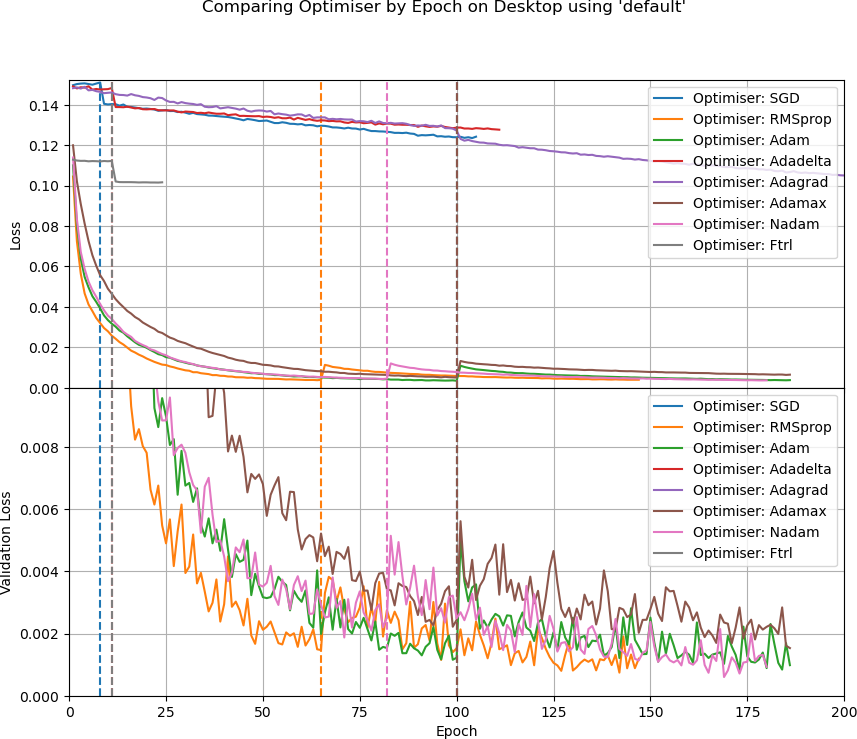 Comparing Optimiser by Epoch on Desktop using 'default'
Loss
0.14
0.12
0.10
0.08
0.06
0.04
0.02
0.00
Optimiser: SGD
Optimiser: RMSprop
Optimiser: Adam
Optimiser: Adadelta
Optimiser: Adagrad
Optimiser: Adamax
Optimiser: Nadam
Optimiser: Ftrl
Validation Loss
0.008
0.006
0.004
0.002
0.000
Optimiser: SGD
Optimiser: RMSprop
Optimiser: Adam
Optimiser: Adadelta
Optimiser: Adagrad
Optimiser: Adamax
Optimiser: Nadam
Optimiser: Ftrl
0 25 50 75 100 125 150 175 200
Epoch